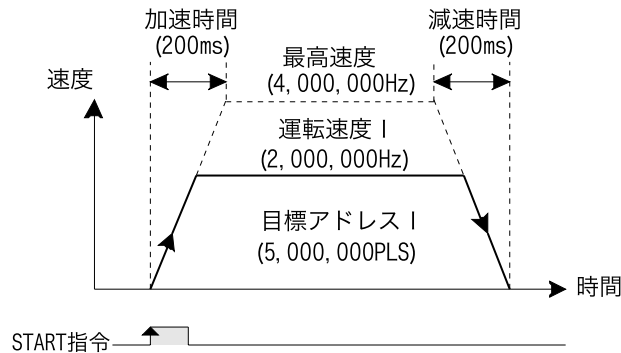 加速時間
(200ms)
減速時間
(200ms)
最高速度
(4,000,000Hz)
速度
運転速度Ⅰ
(2,000,000Hz)
目標アドレスⅠ
(5,000,000PLS)
時間
START指令